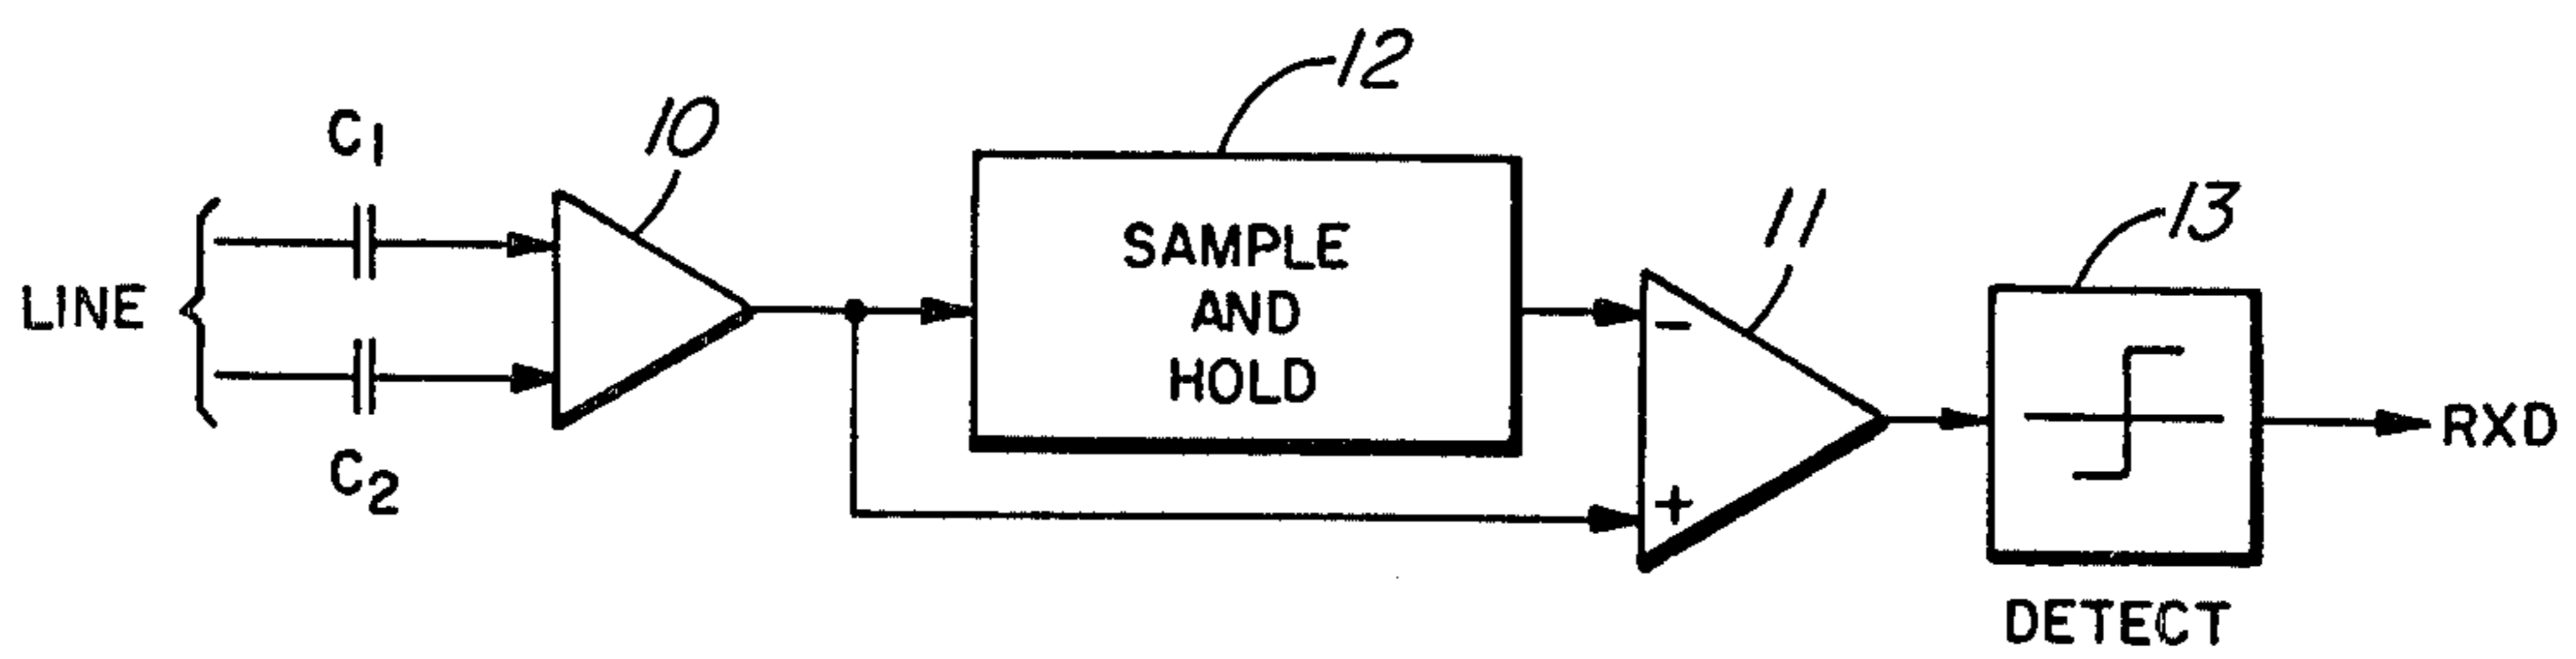 12
C1
10
11
13
SAMPLE
AND
HOLD
LINE
-
+
C2
RXD
DETECT